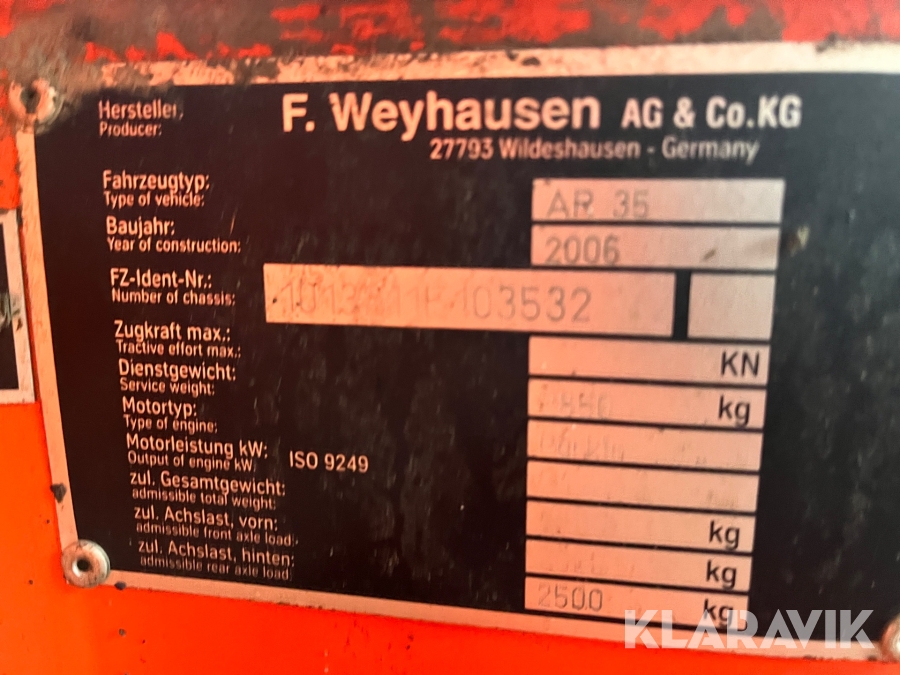 Hersteller,
Producer:
F. Weyhausen AG & Co.KG
27793 Wildeshausen - Germany
Fahrzeugtyp:
Type of vehicle:
AR 35
Baujahr:
Year of construction:
2006
FZ-Ident-Nr.:
Number of chassis:
Zugkraft max.:
Tractive effort max.:
KN
Dienstgewicht:
Service weight:
kg
Motortyp:
Type of engine:
Motorleistung kW:
Output of engine kW:
ISO 9249
zul. Gesamtgewicht:
admissible total weight:
kg
zul. Achslast, vorn:
admissible front axle load:
kg
zul. Achslast, hinten:
admissible rear axle load:
2500 kg
KLARAVIK